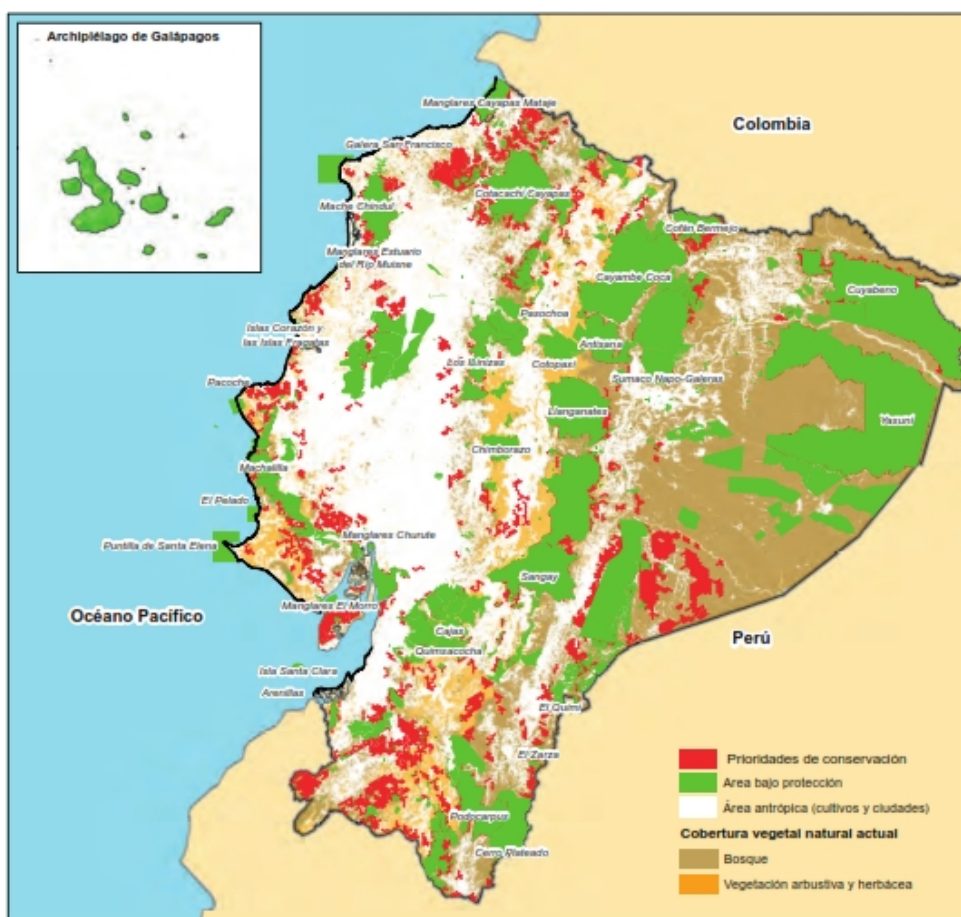 Archipiélago de Galápagos
Manglares Cayapas Mataje
Colombia
Galera San Francisco
Cotacachi Cayapas
Mache Chindul
Cofán Bermejo
Manglares Estuario
del Río Muisne
Cayambe Coca
Cuyabeno
Pasochoa
Islas Corazón y
las Islas Fragatas
Antisana
Los Ilinizas
Cotopaxi
Sumaco Napo-Galeras
Pacoche
Llanganates
Yasuní
Chimborazo
Machalilla
El Pelado
Manglares Churute
Puntilla de Santa Elena
Sangay
Manglares El Morro
Océano Pacífico
Cajas
Perú
Quimsacocha
Isla Santa Clara
Arenillas
El Quimi
El Zarza
Prioridades de conservación
Area bajo protección
Área antrópica (cultivos y ciudades)
Podocarpus
Cobertura vegetal natural actual
Cerro Plateado
Bosque
Vegetación arbustiva y herbácea